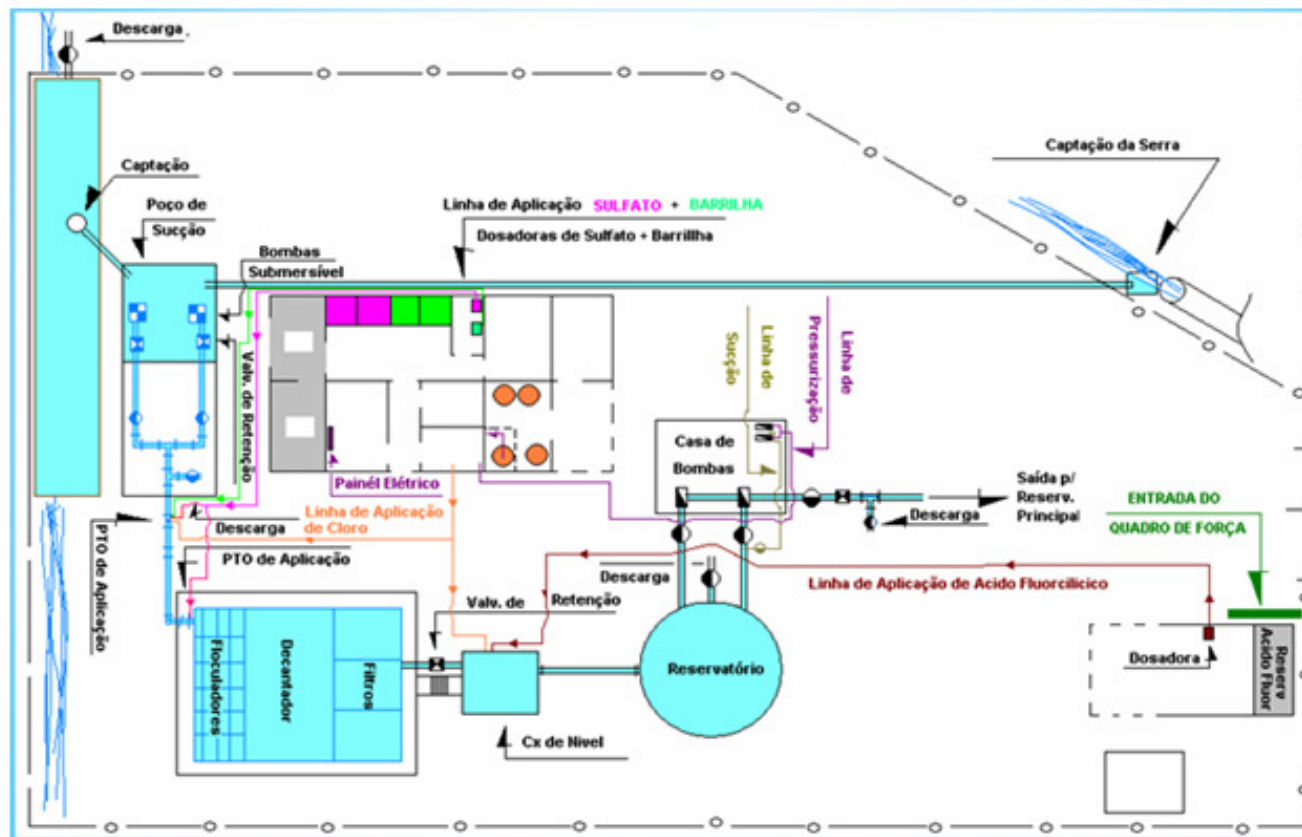 Descarga
Captação
Poço de
Sucção
Bombas
Submersível
Linha de Aplicação SULFATO + BARRILHA
Dosadoras de Sulfato + Barrillha
Captação da Serra
Valv. de Retenção
Linha de
Sucção
Linha de
Pressurização
Casa de
Bombas
Painél Elétrico
Saída p/
Reserv.
Principal
Descarga
ENTRADA DO
QUADRO DE FORÇA
PTO de Aplicação
Descarga
Linha de Aplicação
de Cloro
PTO de Aplicação
Descarga
Linha de Aplicação de Acido Fluorcilicico
Valv. de
Retenção
Floculadores
Decantador
Filtros
Reservatório
Dosadora
Reserv
Acido Fluor
Cx de Nivel